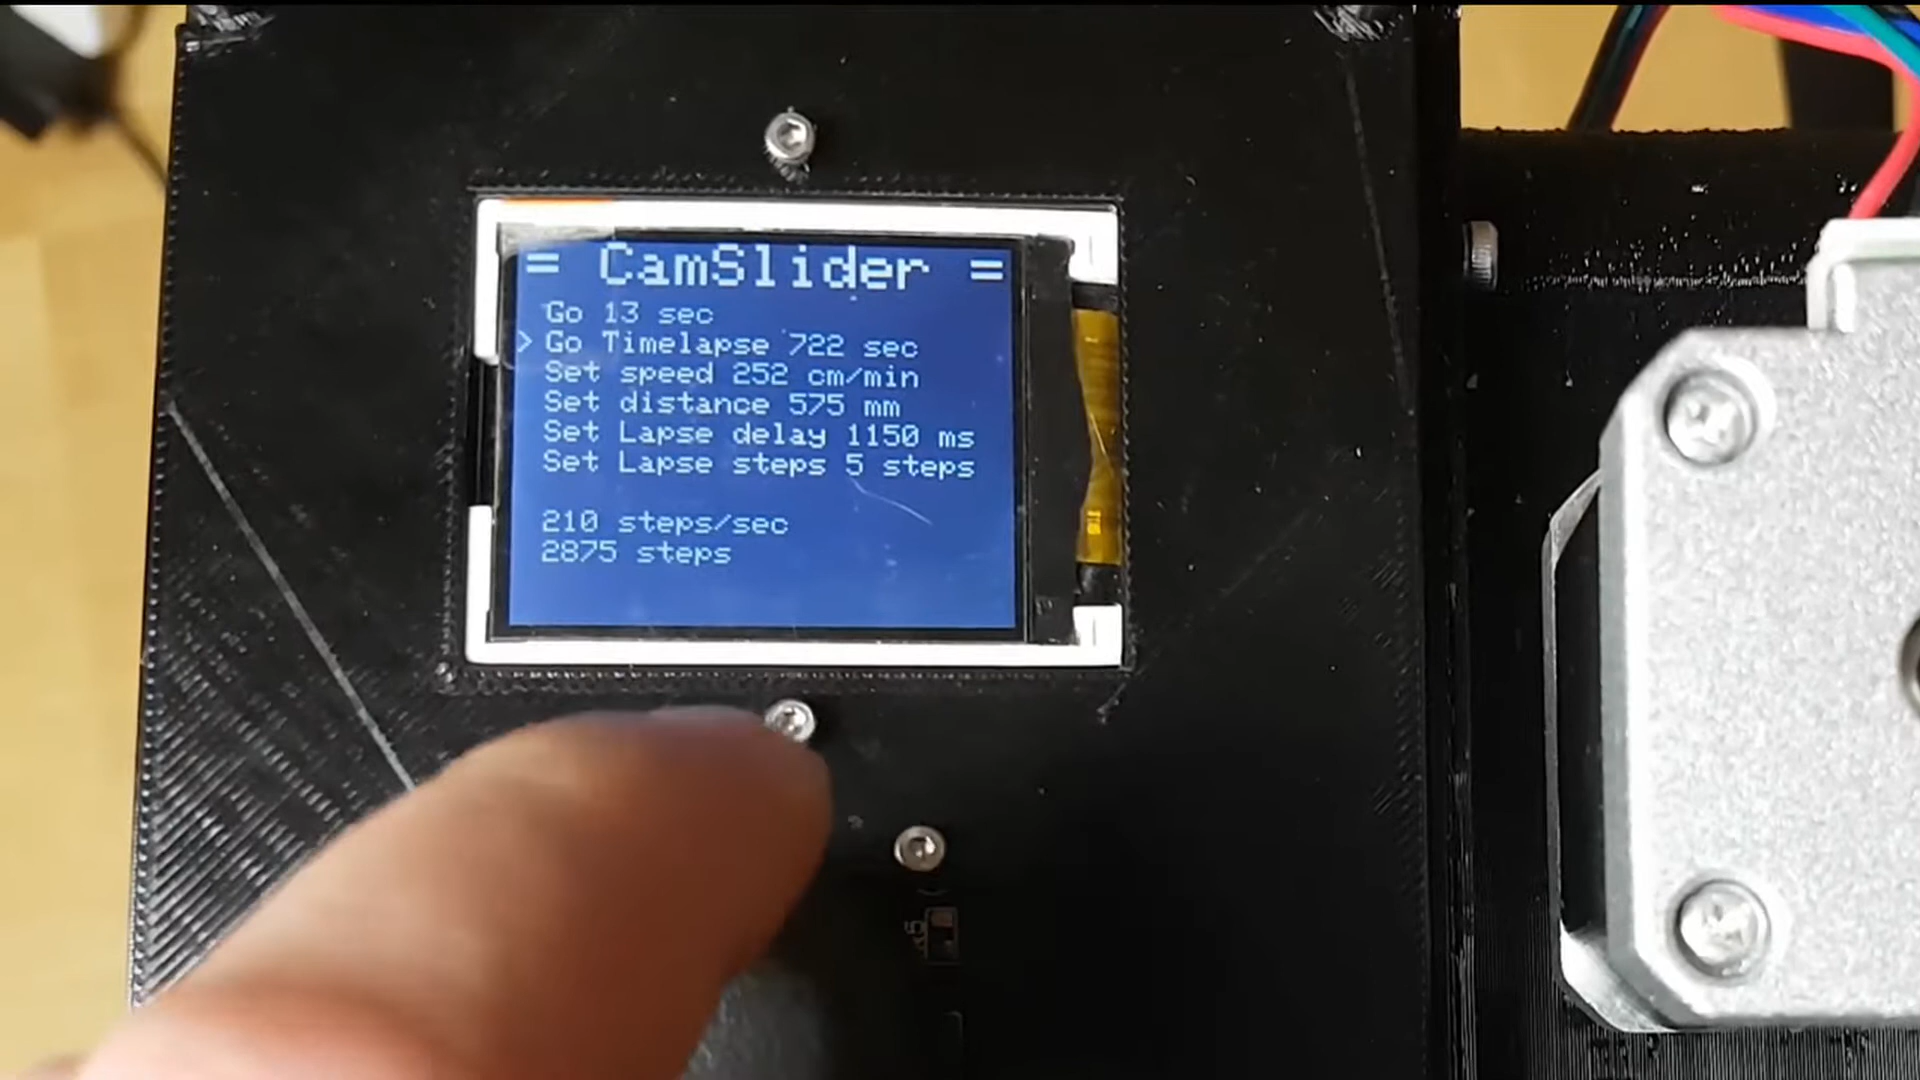 = CamSlider =
Go 13 sec
> Go Timelapse 722 sec
Set speed 252 cm/min
Set distance 575 mm
Set Lapse delay 1150 ms
Set Lapse steps 5 steps
210 steps/sec
2875 steps